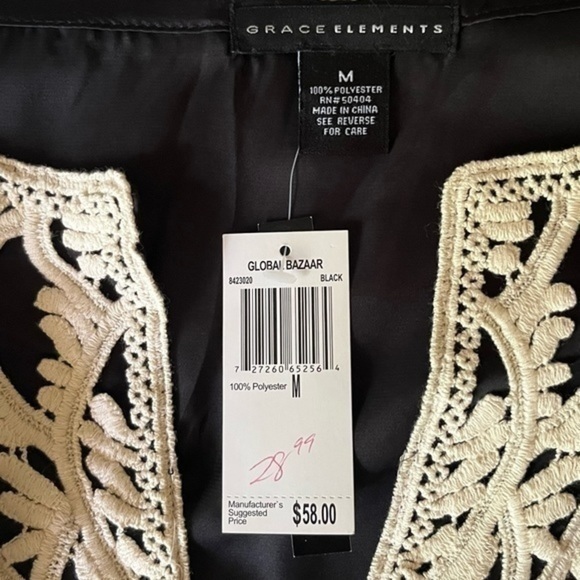 GRACE ELEMENTS
M
100% POLYESTER
RN# 50404
MADE IN CHINA
SEE REVERSE
FOR CARE
GLOBAL BAZAAR
8423020 BLACK
7 27260 65256 4
100% Polyester M
28 99
Manufacturer's
Suggested
Price $58.00